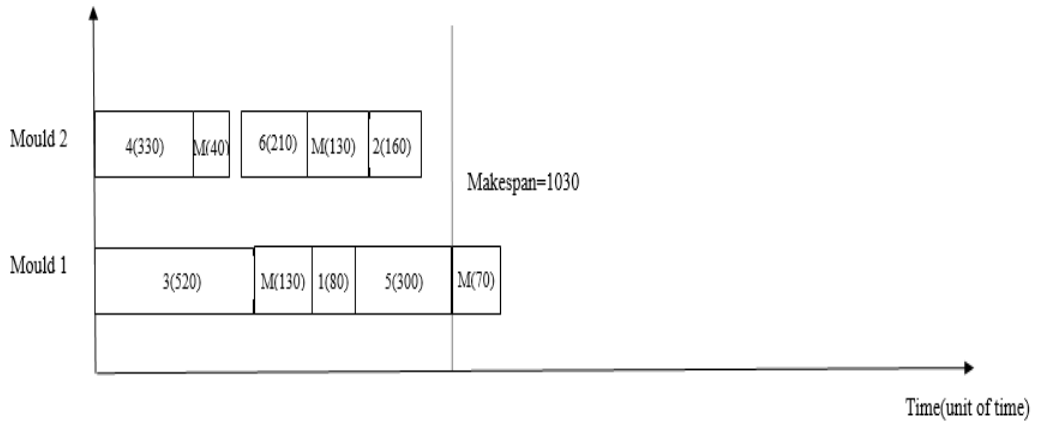 Mould 2
4(330)
M(40)
6(210)
M(130)
2(160)
Makespan=1030
Mould 1
3(520)
M(130)
1(80)
5(300)
M(70)
Time(unit of time)